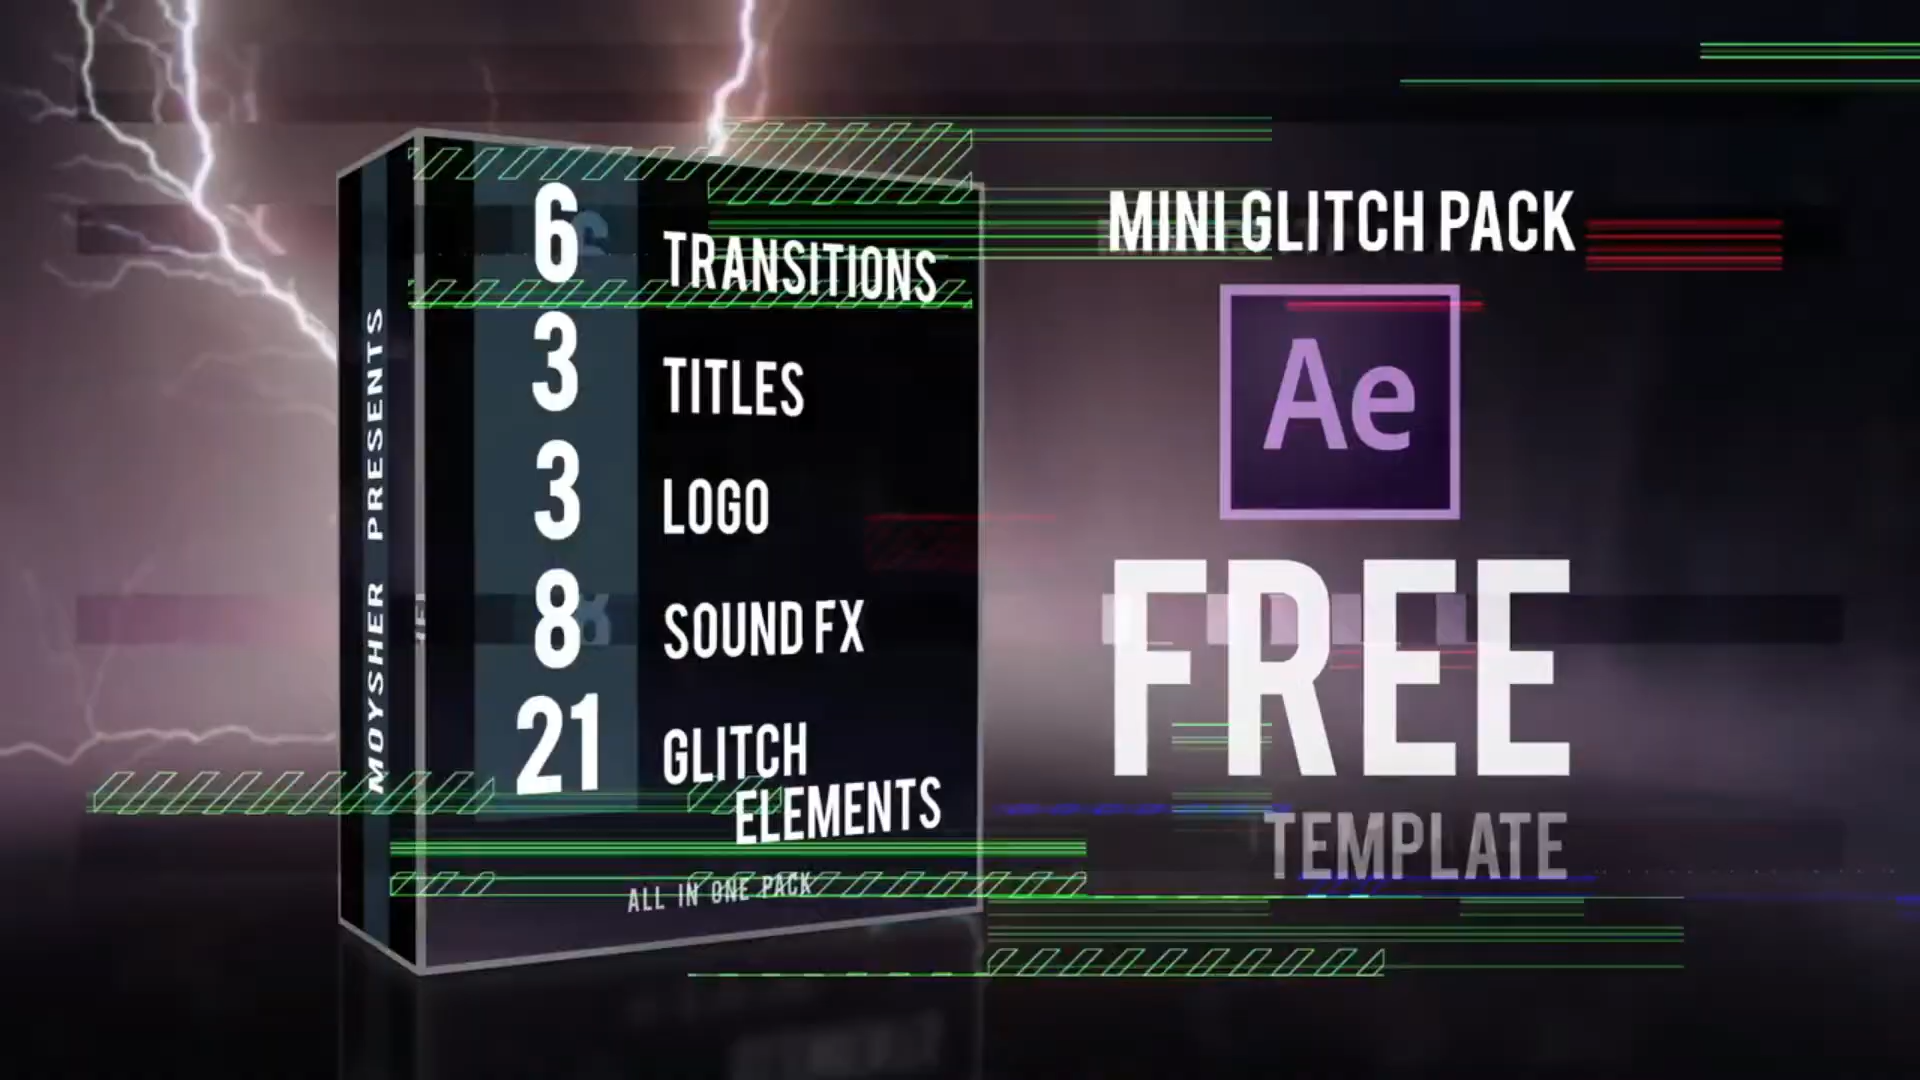 MOYSHER PRESENTS
6 TRANSITIONS
3 TITLES
3 LOGO
8 SOUND FX
21 GLITCH
ELEMENTS
ALL IN ONE PACK
MINI GLITCH PACK
Ae
FREE
TEMPLATE